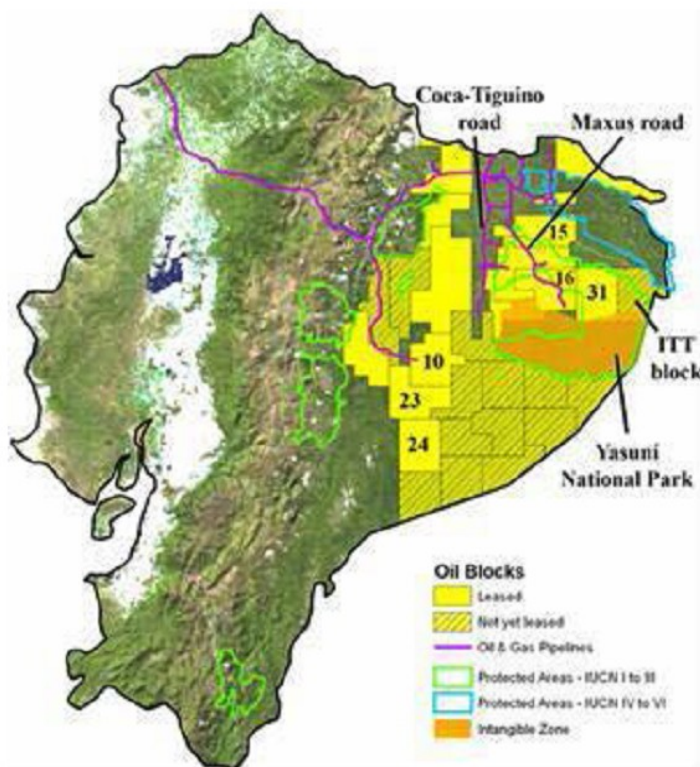 Coca-Tiguino
road
Maxus road
15
16
31
ITT
block
10
23
24
Yasuní
National Park
Oil Blocks
Leased
Not yet leased
Oil & Gas Pipelines
Protected Areas - IUCN I to III
Protected Areas - IUCN IV to VI
Intangible Zone